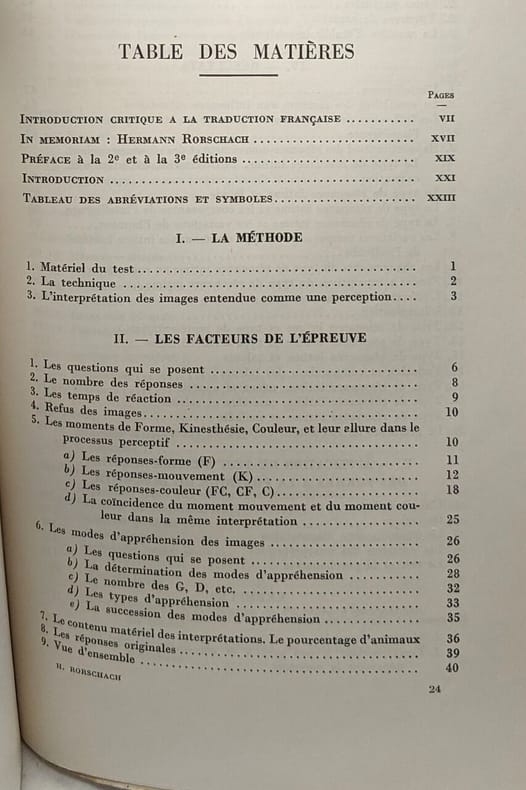 TABLE DES MATIÈRES
PAGES
INTRODUCTION CRITIQUE A LA TRADUCTION FRANÇAISE ........... VII
IN MEMORIAM : HERMANN RORSCHACH ........................... XVII
PRÉFACE à la 2e et à la 3e éditions ........................... XIX
INTRODUCTION ........................................... XXI
TABLEAU DES ABRÉVIATIONS ET SYMBOLES...................... XXIII
I. — LA MÉTHODE
1. Matériel du test ........................................... 1
2. La technique ........................................... 2
3. L'interprétation des images entendue comme une perception.... 3
II. — LES FACTEURS DE L'ÉPREUVE
1. Les questions qui se posent ................................ 6
2. Le nombre des réponses ................................ 8
3. Les temps de réaction ................................ 9
4. Refus des images........................................ 10
5. Les moments de Forme, Kinesthésie, Couleur, et leur allure dans le
processus perceptif ................................ 10
a) Les réponses-forme (F) ........................... 11
b) Les réponses-mouvement (K) ........................... 12
c) Les réponses-couleur (FC, CF, C)...................... 18
d) La coïncidence du moment mouvement et du moment cou-
leur dans la même interprétation .................. 25
6. Les modes d'appréhension des images ...................... 26
a) Les questions qui se posent ........................... 26
b) La détermination des modes d'appréhension ........... 28
c) Le nombre des G, D, etc. ........................... 32
d) Les types d'appréhension ........................... 33
e) La succession des modes d'appréhension .............. 35
7. Le contenu matériel des interprétations. Le pourcentage d'animaux 36
8. Les réponses originales ................................ 39
9. Vue d'ensemble ........................................ 40
H. RORSCHACH 24